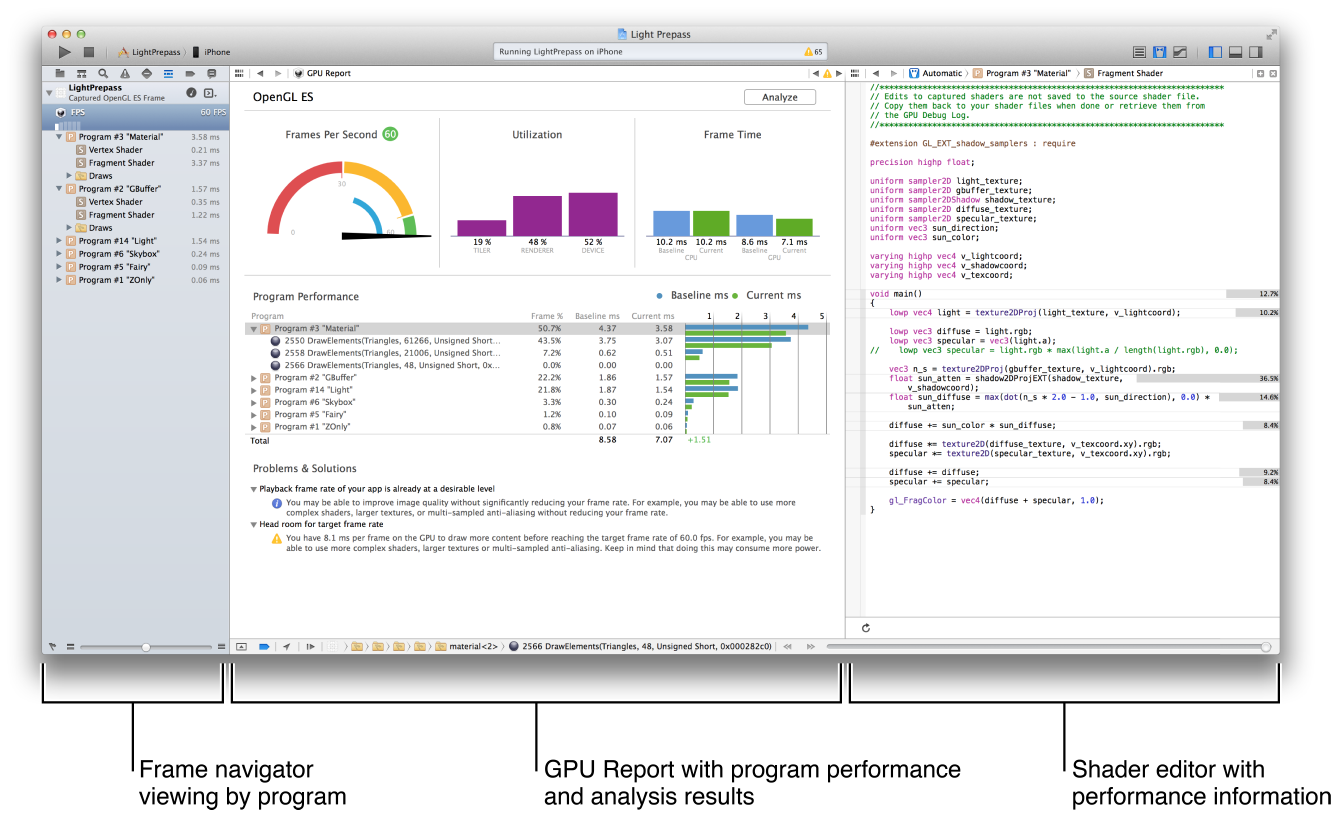 Light Prepass
LightPrepass
iPhone
Running LightPrepass on iPhone
65
LightPrepass
Captured OpenGL ES Frame
FPS
60 FPS
Program #3 "Material" 3.58 ms
Vertex Shader 0.21 ms
Fragment Shader 3.37 ms
Draws
Program #2 "GBuffer" 1.57 ms
Vertex Shader 0.35 ms
Fragment Shader 1.22 ms
Draws
Program #14 "Light" 1.54 ms
Program #6 "Skybox" 0.24 ms
Program #5 "Fairy" 0.09 ms
Program #1 "ZOnly" 0.06 ms
GPU Report
OpenGL ES
Analyze
Frames Per Second 60
30
0
60
Utilization
19 % 48 % 52 %
TILER RENDERER DEVICE
Frame Time
10.2 ms 10.2 ms 8.6 ms 7.1 ms
Baseline Current Baseline Current
CPU GPU
Program Performance
Baseline ms Current ms
Program Frame % Baseline ms Current ms 1 2 3 4 5
P Program #3 "Material" 50.7% 4.37 3.58
2550 DrawElements(Triangles, 61266, Unsigned Short... 43.5% 3.75 3.07
2558 DrawElements(Triangles, 21006, Unsigned Short... 7.2% 0.62 0.51
2566 DrawElements(Triangles, 48, Unsigned Short, 0x... 0.0% 0.00 0.00
P Program #2 "GBuffer" 22.2% 1.86 1.57
P Program #14 "Light" 21.8% 1.87 1.54
P Program #6 "Skybox" 3.3% 0.30 0.24
P Program #5 "Fairy" 1.2% 0.10 0.09
P Program #1 "ZOnly" 0.8% 0.07 0.06
Total 8.58 7.07 +1.51
Problems & Solutions
Playback frame rate of your app is already at a desirable level
You may be able to improve image quality without significantly reducing your frame rate. For example, you may be able to use more
complex shaders, larger textures, or multi-sampled anti-aliasing without reducing your frame rate.
Head room for target frame rate
You have 8.1 ms per frame on the GPU to draw more content before reaching the target frame rate of 60.0 fps. For example, you may be
able to use more complex shaders, larger textures or multi-sampled anti-aliasing. Keep in mind that doing this may consume more power.
material<2>
2566 DrawElements(Triangles, 48, Unsigned Short, 0x000282c0)
Automatic
P Program #3 "Material"
S Fragment Shader
//*************************************************************************
// Edits to captured shaders are not saved to the source shader file.
// Copy them back to your shader files when done or retrieve them from
// the GPU Debug Log.
//*************************************************************************
#extension GL_EXT_shadow_samplers : require
precision highp float;
uniform sampler2D light_texture;
uniform sampler2D gbuffer_texture;
uniform sampler2DShadow shadow_texture;
uniform sampler2D diffuse_texture;
uniform sampler2D specular_texture;
uniform vec3 sun_direction;
uniform vec3 sun_color;
varying highp vec4 v_lightcoord;
varying highp vec4 v_shadowcoord;
varying highp vec4 v_texcoord;
void main() 12.7%
{
lowp vec4 light = texture2DProj(light_texture, v_lightcoord); 10.2%
lowp vec3 diffuse = light.rgb;
lowp vec3 specular = vec3(light.a);
// lowp vec3 specular = light.rgb * max(light.a / length(light.rgb), 0.0);
vec3 n_s = texture2DProj(gbuffer_texture, v_lightcoord).rgb;
float sun_atten = shadow2DProjEXT(shadow_texture, 36.5%
v_shadowcoord);
float sun_diffuse = max(dot(n_s * 2.0 - 1.0, sun_direction), 0.0) * 14.6%
sun_atten;
diffuse += sun_color * sun_diffuse; 8.4%
diffuse *= texture2D(diffuse_texture, v_texcoord.xy).rgb;
specular *= texture2D(specular_texture, v_texcoord.xy).rgb;
diffuse += diffuse; 9.2%
specular += specular; 8.4%
gl_FragColor = vec4(diffuse + specular, 1.0);
}
Frame navigator
viewing by program
GPU Report with program performance
and analysis results
Shader editor with
performance information